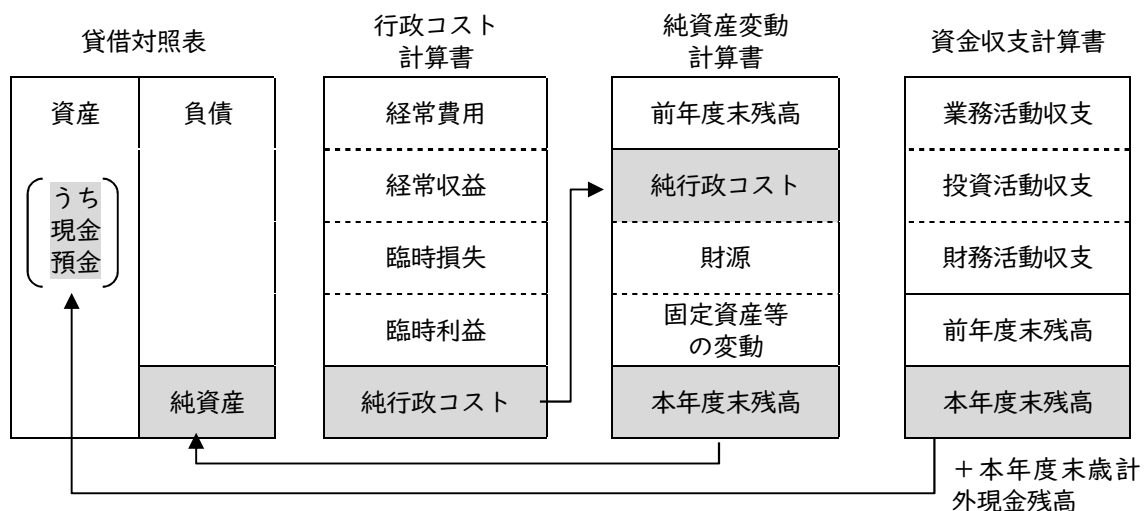 貸借対照表
資産
うち
現金
預金
負債
純資産
行政コスト
計算書
経常費用
経常収益
臨時損失
臨時利益
純行政コスト
純資産変動
計算書
前年度末残高
純行政コスト
財源
固定資産等
の変動
本年度末残高
資金収支計算書
業務活動収支
投資活動収支
財務活動収支
前年度末残高
本年度末残高
＋本年度末歳計
外現金残高